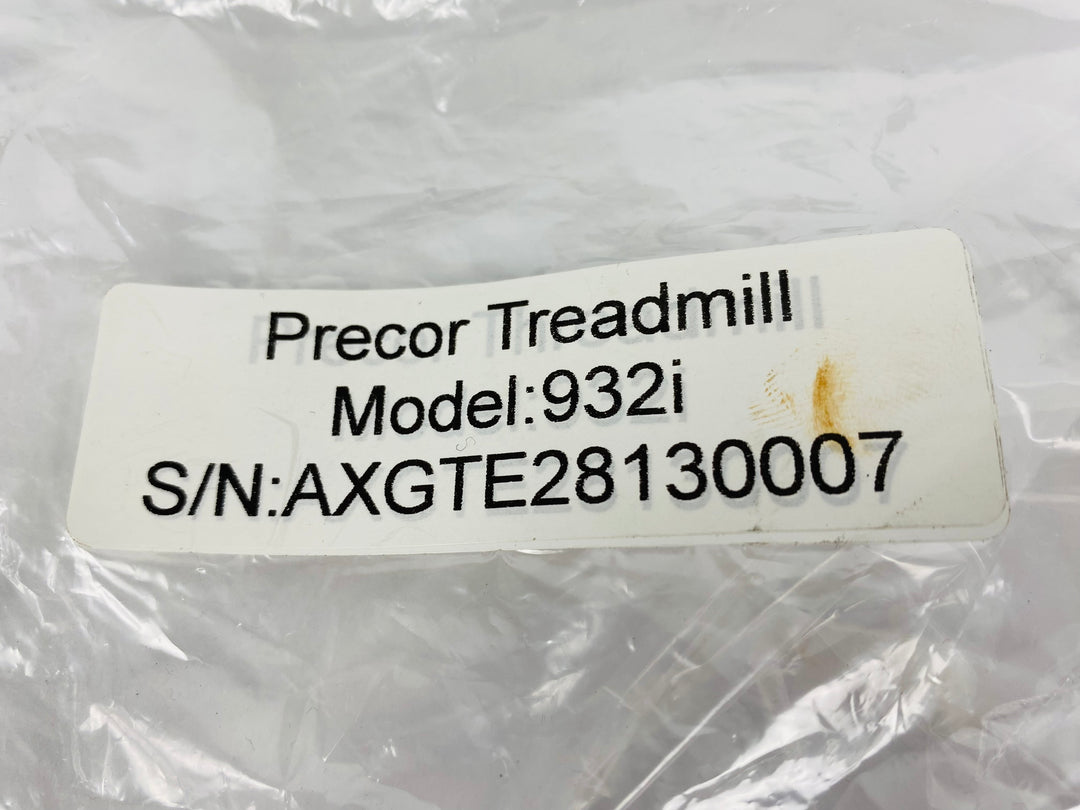 Precor Treadmill
Model:932i
S/N:AXGTE28130007